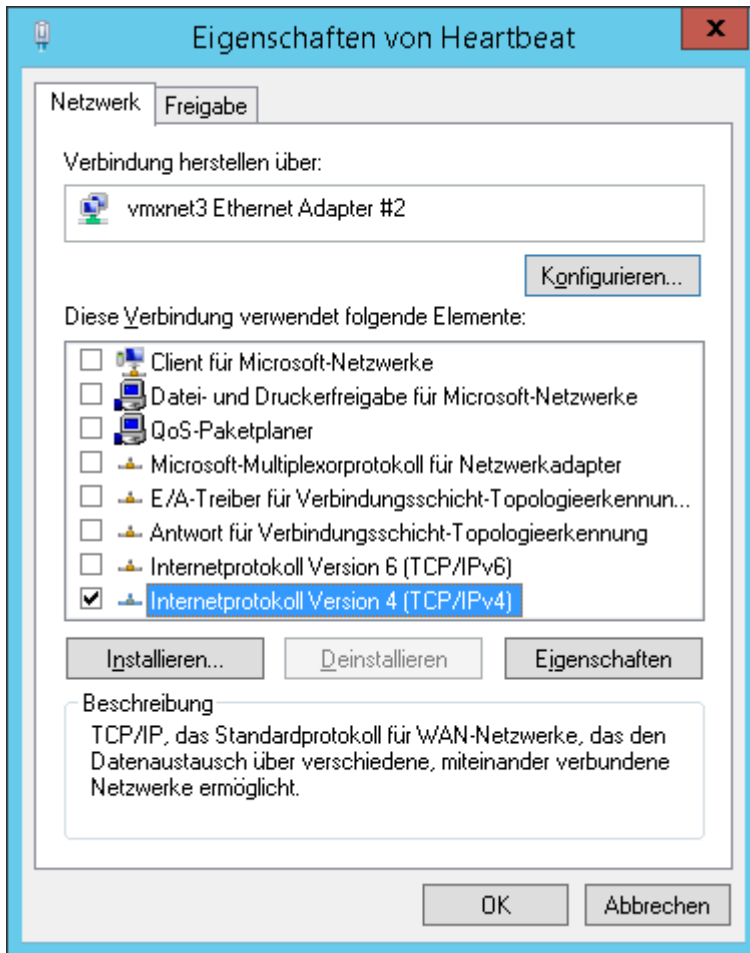 Eigenschaften von Heartbeat
x
Netzwerk
Freigabe
Verbindung herstellen über:
vmxnet3 Ethernet Adapter #2
Konfigurieren...
Diese Verbindung verwendet folgende Elemente:
Client für Microsoft-Netzwerke
Datei- und Druckerfreigabe für Microsoft-Netzwerke
QoS-Paketplaner
Microsoft-Multiplexorprotokoll für Netzwerkadapter
E/A-Treiber für Verbindungsschicht-Topologieerkennun...
Antwort für Verbindungsschicht-Topologieerkennung
Internetprotokoll Version 6 (TCP/IPv6)
Internetprotokoll Version 4 (TCP/IPv4)
Installieren...
Deinstallieren
Eigenschaften
Beschreibung
TCP/IP, das Standardprotokoll für WAN-Netzwerke, das den
Datenaustausch über verschiedene, miteinander verbundene
Netzwerke ermöglicht.
OK
Abbrechen